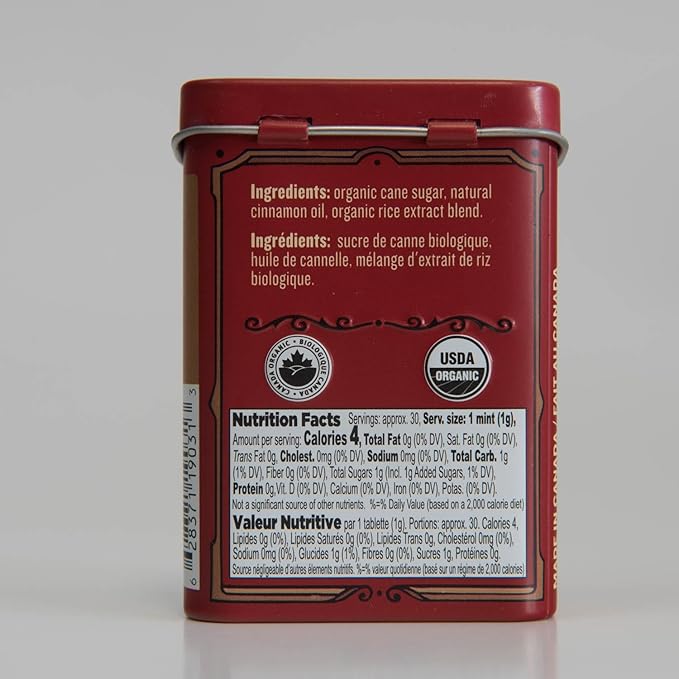 Ingredients: organic cane sugar, natural
cinnamon oil, organic rice extract blend.
Ingrédients: sucre de canne biologique,
huile de cannelle, mélange d'extrait de riz
biologique.
CANADA ORGANIC • BIOLOGIQUE CANADA •
USDA
ORGANIC
Nutrition Facts Servings: approx. 30, Serv. size: 1 mint (1g),
Amount per serving: Calories 4, Total Fat 0g (0% DV), Sat. Fat 0g (0% DV),
Trans Fat 0g, Cholest. 0mg (0% DV), Sodium 0mg (0% DV), Total Carb. 1g
(1% DV), Fiber 0g (0% DV), Total Sugars 1g (Incl. 1g Added Sugars, 1% DV),
Protein 0g, Vit. D (0% DV), Calcium (0% DV), Iron (0% DV), Potas. (0% DV).
Not a significant source of other nutrients. %=% Daily Value (based on a 2,000 calorie diet)
Valeur Nutritive par 1 tablette (1g). Portions: approx. 30. Calories 4,
Lipides 0g (0%), Lipides Saturés 0g (0%), Lipides Trans 0g, Cholestérol 0mg (0%),
Sodium 0mg (0%), Glucides 1g (1%), Fibres 0g (0%), Sucres 1g, Protéines 0g.
Source négligeable d'autres élements nutritifs. %=% valeur quotidienne (basé sur un régime de 2,000 calories)
MADE IN CANADA / FAIT AU CANADA
6 28371 19031 3